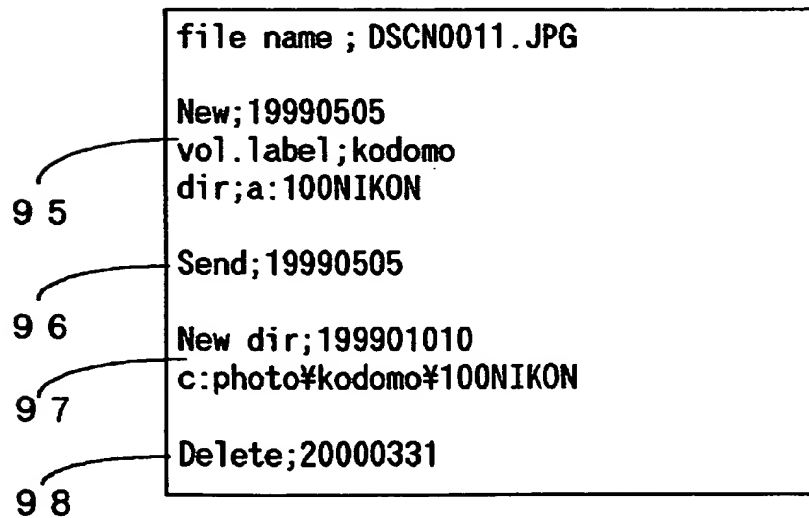 file name ; DSCN0011.JPG
New;19990505
vol.label;kodomo
dir;a:100NIKON
95
Send;19990505
96
New dir;199901010
c:photo¥kodomo¥100NIKON
97
Delete;20000331
98